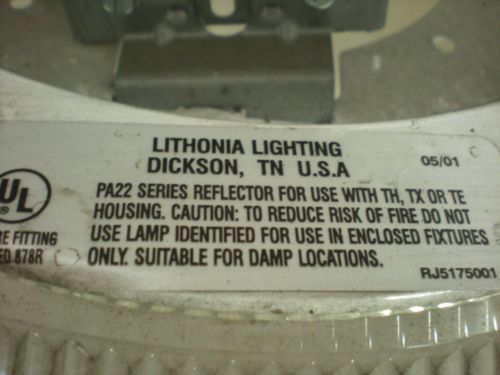 LITHONIA LIGHTING
DICKSON, TN U.S.A
05/01
UL
®
PA22 SERIES REFLECTOR FOR USE WITH TH, TX OR TE
HOUSING. CAUTION: TO REDUCE RISK OF FIRE DO NOT
RE FITTING
USE LAMP IDENTIFIED FOR USE IN ENCLOSED FIXTURES
ED 878R
ONLY. SUITABLE FOR DAMP LOCATIONS.
RJ5175001